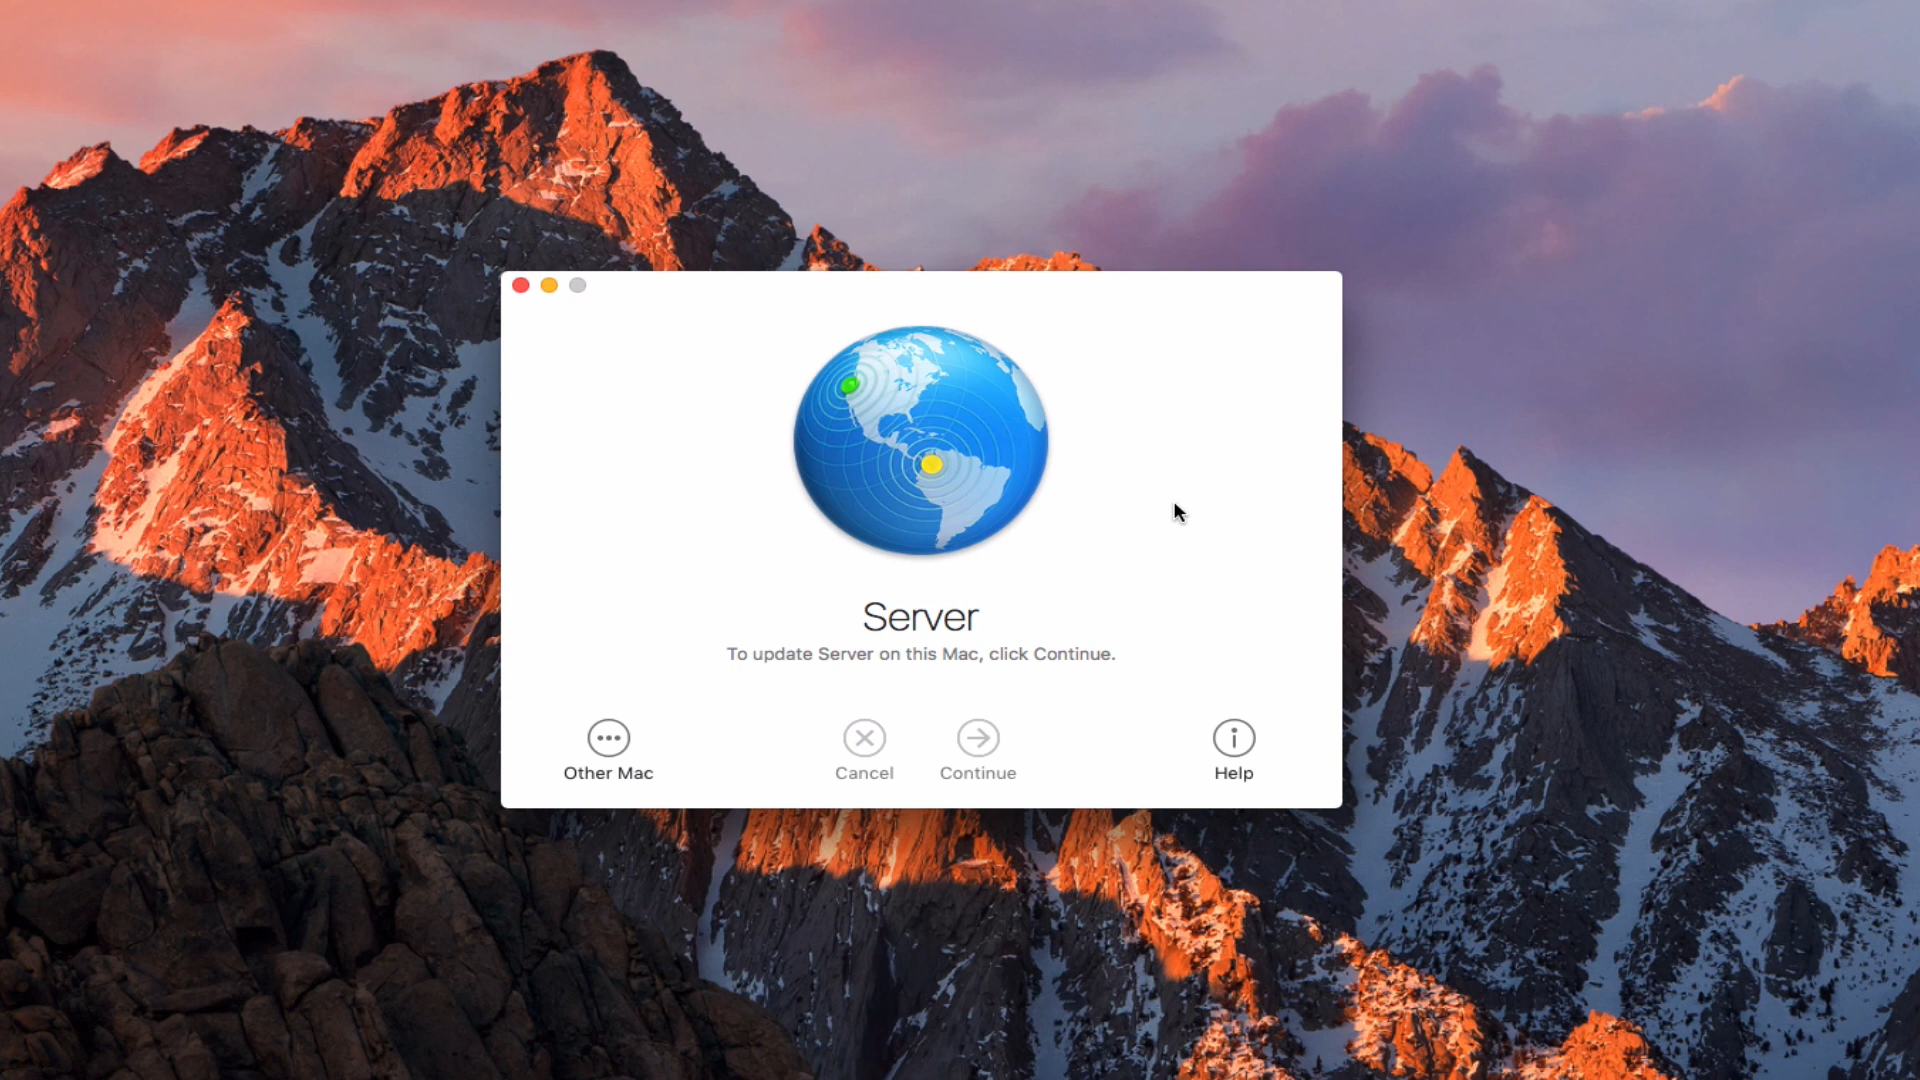 Server
To update Server on this Mac, click Continue.
Other Mac
Cancel
Continue
Help